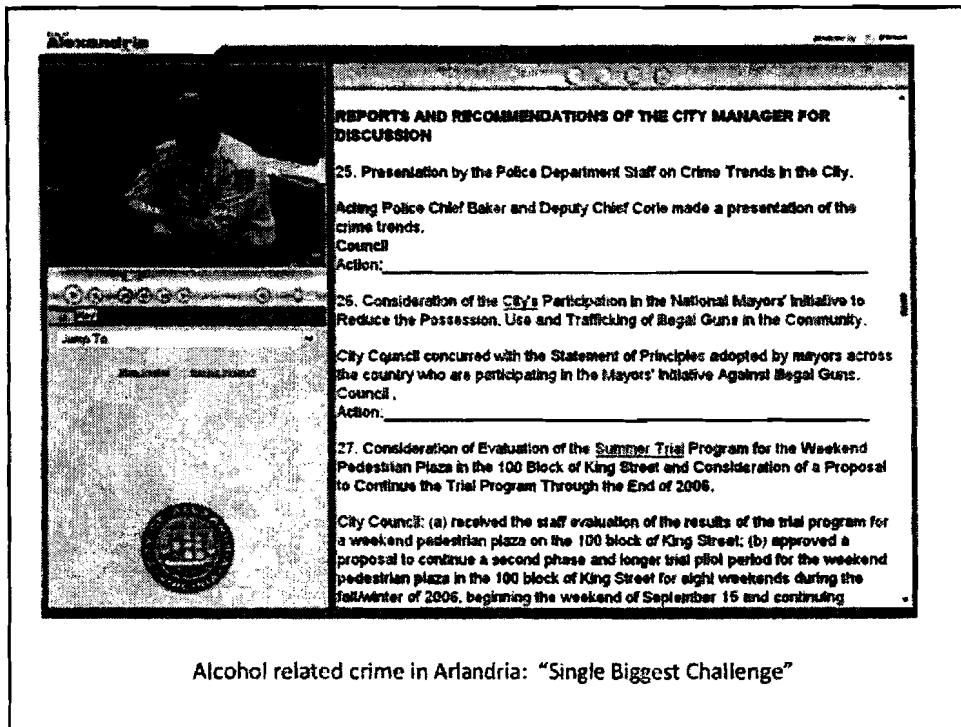 Alexandria
REPORTS AND RECOMMENDATIONS OF THE CITY MANAGER FOR
DISCUSSION
25. Presentation by the Police Department Staff on Crime Trends in the City.
Acting Police Chief Baker and Deputy Chief Corle made a presentation of the
crime trends.
Council
Action:
26. Consideration of the City's Participation in the National Mayors' Initiative to
Reduce the Possession, Use and Trafficking of Illegal Guns in the Community.
City Council concurred with the Statement of Principles adopted by mayors across
the country who are participating in the Mayors' Initiative Against Illegal Guns.
Council
Action:
27. Consideration of Evaluation of the Summer Trial Program for the Weekend
Pedestrian Plaza in the 100 Block of King Street and Consideration of a Proposal
to Continue the Trial Program Through the End of 2006.
City Council: (a) received the staff evaluation of the results of the trial program for
a weekend pedestrian plaza on the 100 block of King Street; (b) approved a
proposal to continue a second phase and longer trial pilot period for the weekend
pedestrian plaza in the 100 block of King Street for eight weekends during the
fall/winter of 2006, beginning the weekend of September 15 and continuing
Jump To
Alcohol related crime in Arlandria: "Single Biggest Challenge"